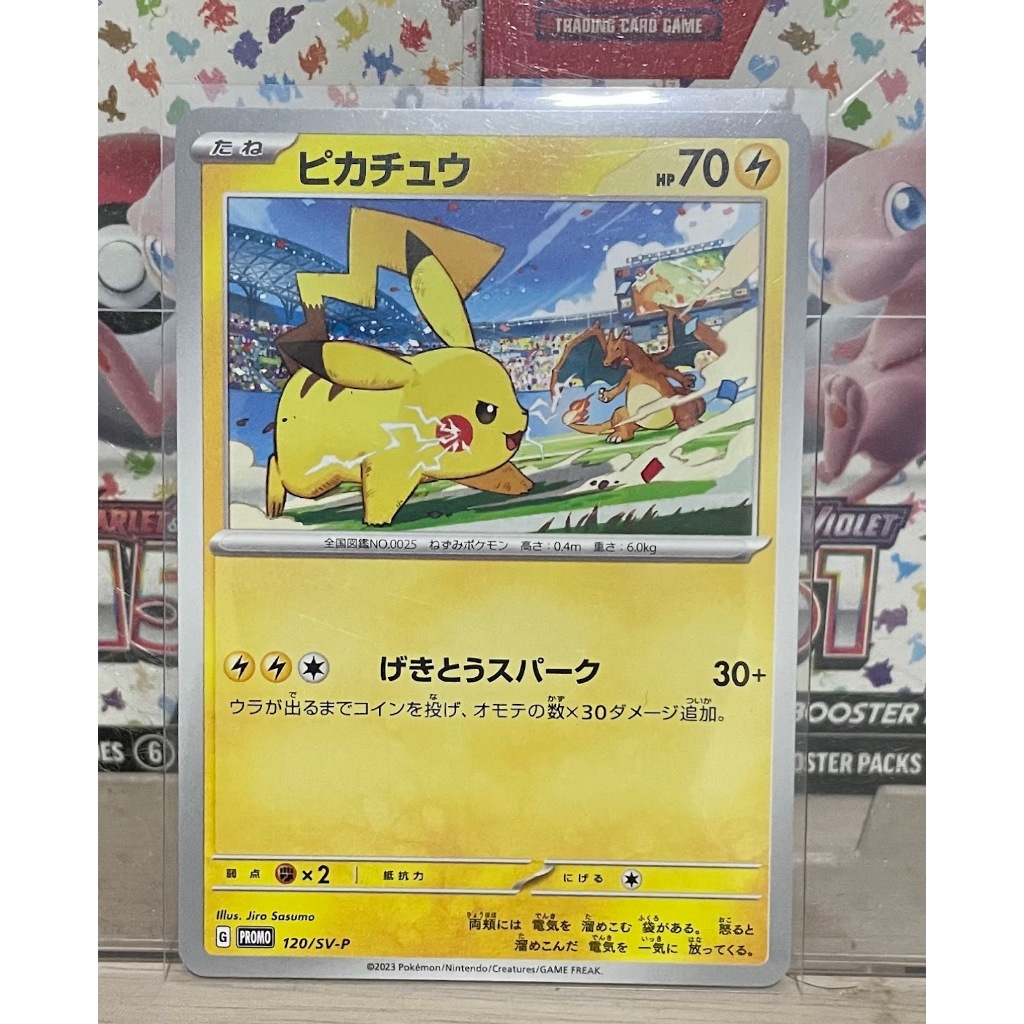 TRADING CARD GAME
たね ピカチュウ HP 70
全国図鑑NO.0025 ねずみポケモン 高さ:0.4m 重さ:6.0kg
げきとうスパーク 30+
ウラが出るまでコインを投げ、オモテの数×30ダメージ追加。
弱点 ×2 抵抗力 にげる
Illus. Jiro Sasumo
両頬には 電気を 溜めこむ 袋がある。 怒ると
溜めこんだ 電気を 一気に 放ってくる。
G PROMO 120/SV-P
©2023 Pokémon/Nintendo/Creatures/GAME FREAK.
VIOLET
BOOSTER
6
PACKS